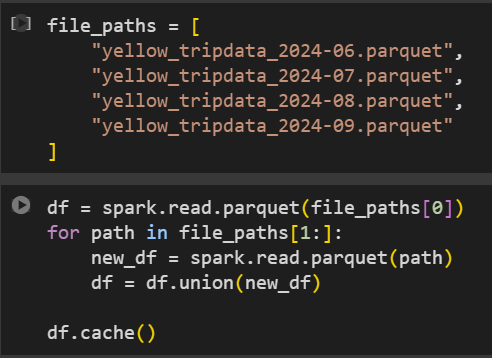 file_paths = [
    "yellow_tripdata_2024-06.parquet",
    "yellow_tripdata_2024-07.parquet",
    "yellow_tripdata_2024-08.parquet",
    "yellow_tripdata_2024-09.parquet"
]
df = spark.read.parquet(file_paths[0])
for path in file_paths[1:]:
    new_df = spark.read.parquet(path)
    df = df.union(new_df)

df.cache()